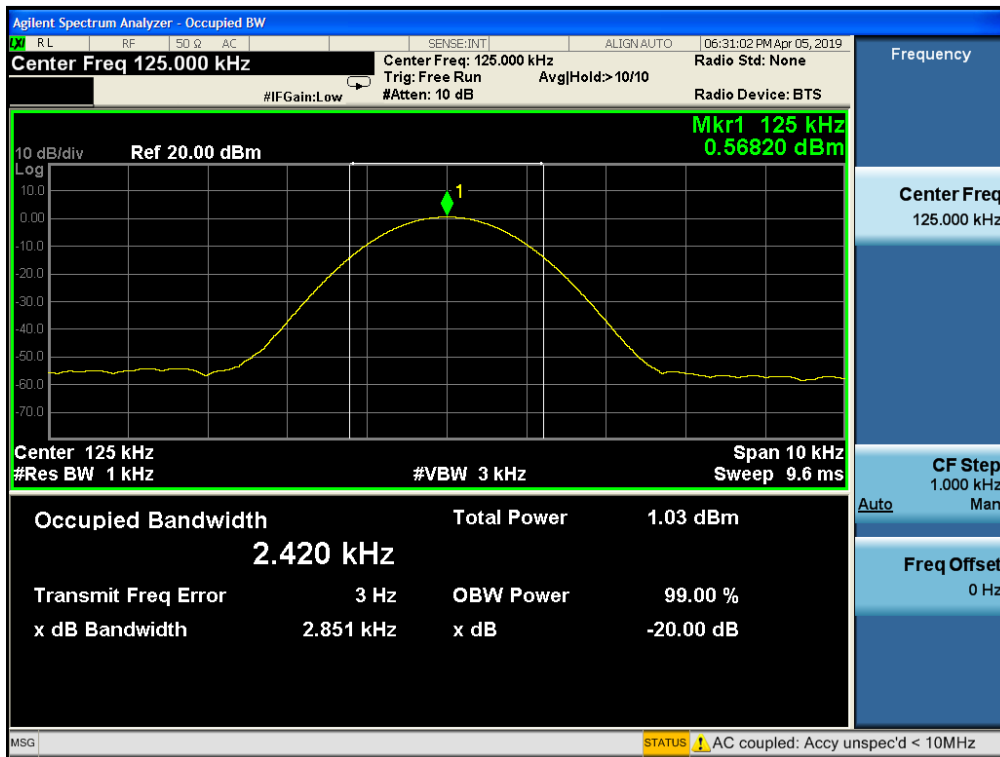 Agilent Spectrum Analyzer - Occupied BW
LXI RL RF 50 Ω AC SENSE:INT ALIGNAUTO 06:31:02 PM Apr 05, 2019
Center Freq 125.000 kHz
Center Freq: 125.000 kHz
Radio Std: None
Trig: Free Run Avg|Hold:>10/10
#IFGain:Low
#Atten: 10 dB
Radio Device: BTS
Mkr1 125 kHz
0.56820 dBm
10 dB/div Ref 20.00 dBm
Log
10.0
1
0.00
-10.0
-20.0
-30.0
-40.0
-50.0
-60.0
-70.0
Center 125 kHz Span 10 kHz
#Res BW 1 kHz #VBW 3 kHz Sweep 9.6 ms
Occupied Bandwidth Total Power 1.03 dBm
2.420 kHz
Transmit Freq Error 3 Hz OBW Power 99.00 %
x dB Bandwidth 2.851 kHz x dB -20.00 dB
Frequency
Center Freq
125.000 kHz
CF Step
1.000 kHz
Auto Man
Freq Offset
0 Hz
MSG STATUS AC coupled: Accy unspec'd < 10MHz